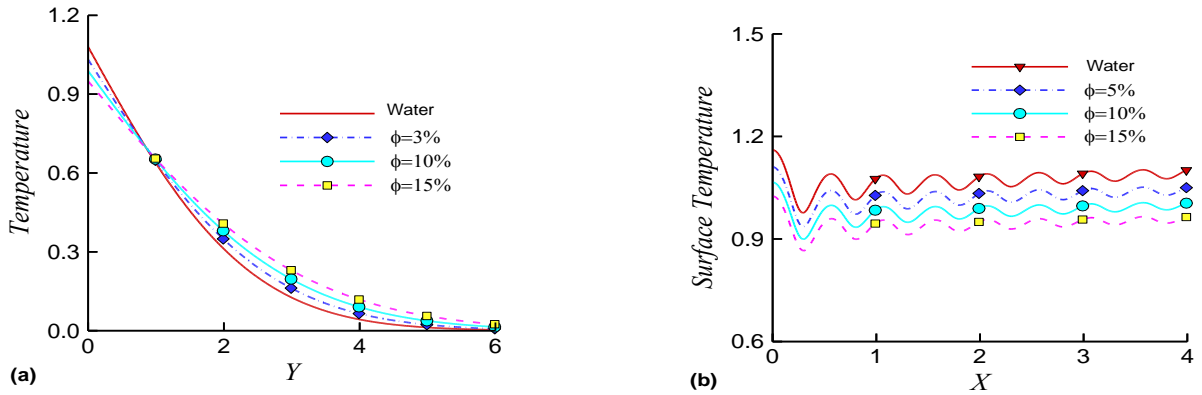 1.2
0.9
0.6
0.3
0.0
0 2 4 6
Temperature
Y
Water
ϕ=3%
ϕ=10%
ϕ=15%
(a)
1.5
1.2
0.9
0.6
0 1 2 3 4
Surface Temperature
X
Water
ϕ=5%
ϕ=10%
ϕ=15%
(b)